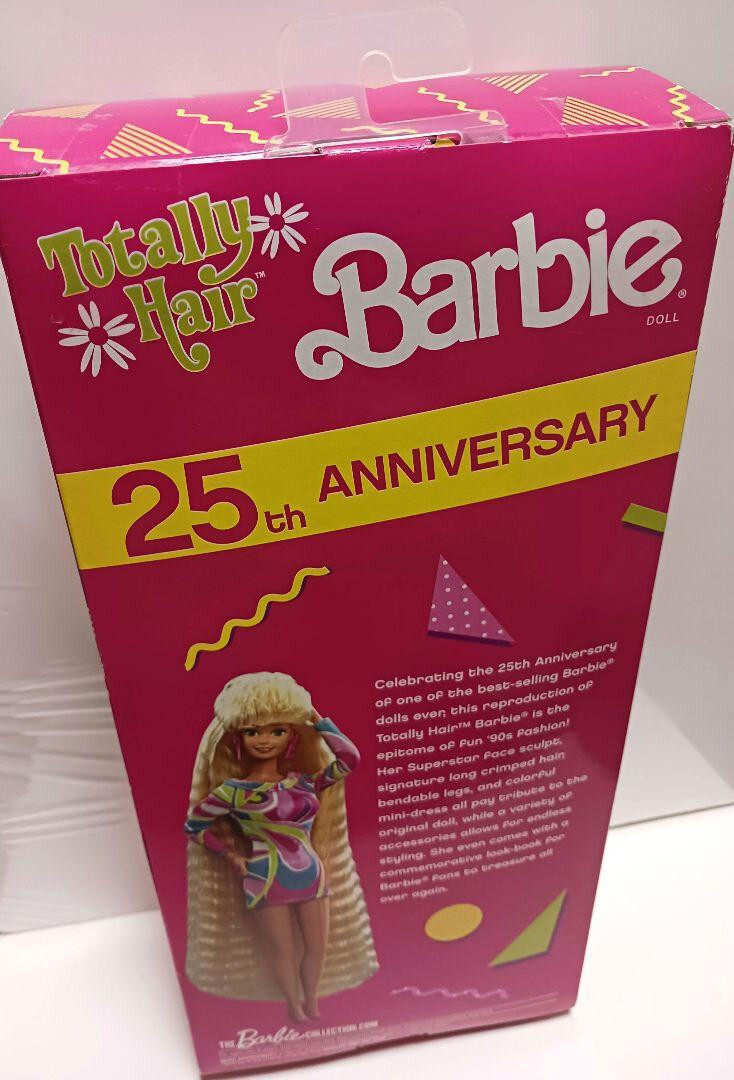 Totally
Hair™
Barbie®
DOLL
25th ANNIVERSARY
Celebrating the 25th Anniversary
of one of the best-selling Barbie®
dolls ever, this reproduction of
Totally Hair™ Barbie® is the
epitome of fun '90s fashion!
Her Superstar face sculpt,
signature long crimped hair
bendable legs, and colorful
mini-dress all pay tribute to the
original doll, while a variety of
accessories allows for endless
styling. She even comes with a
commemorative look-book for
Barbie® fans to treasure all
over again.
THE Barbie COLLECTION.COM